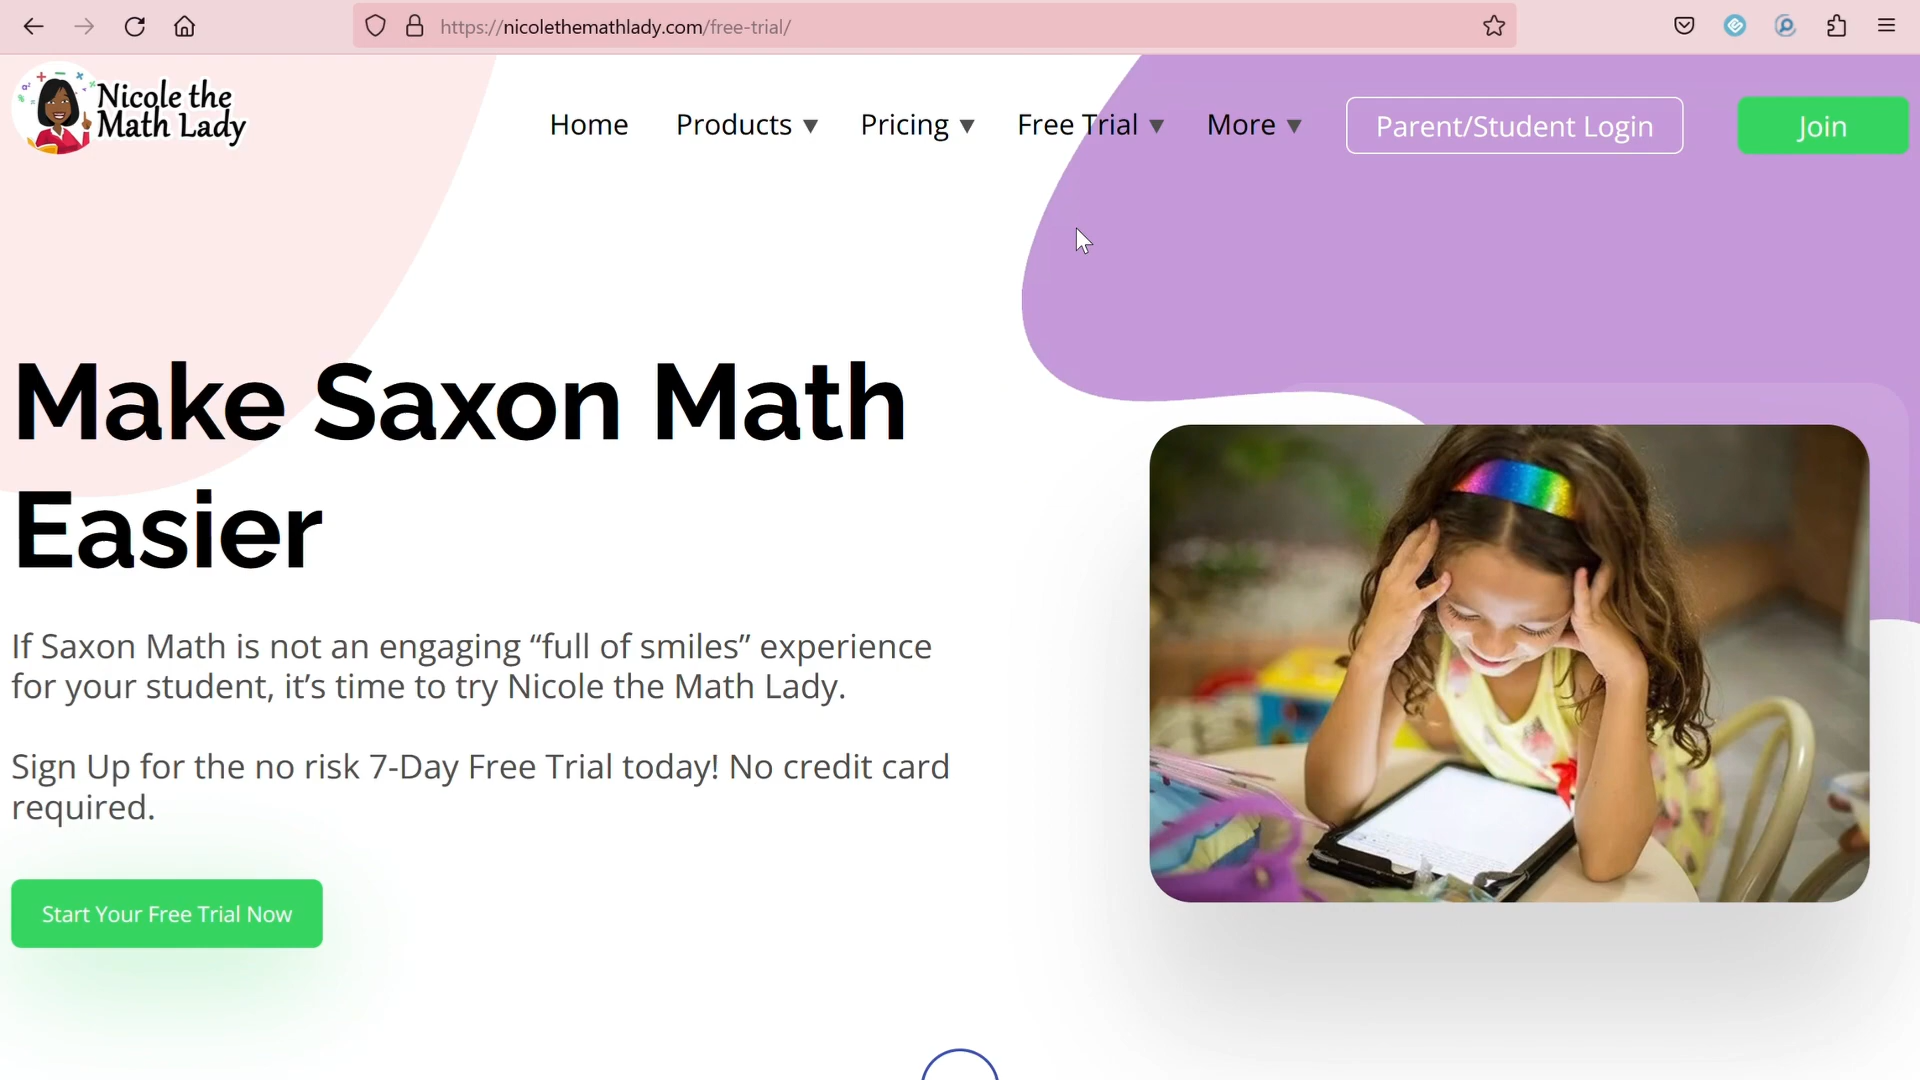 https://nicolethemathlady.com/free-trial/
Nicole the
Math Lady
Home
Products
Pricing
Free Trial
More
Parent/Student Login
Join
Make Saxon Math
Easier
If Saxon Math is not an engaging “full of smiles” experience
for your student, it’s time to try Nicole the Math Lady.
Sign Up for the no risk 7-Day Free Trial today! No credit card
required.
Start Your Free Trial Now